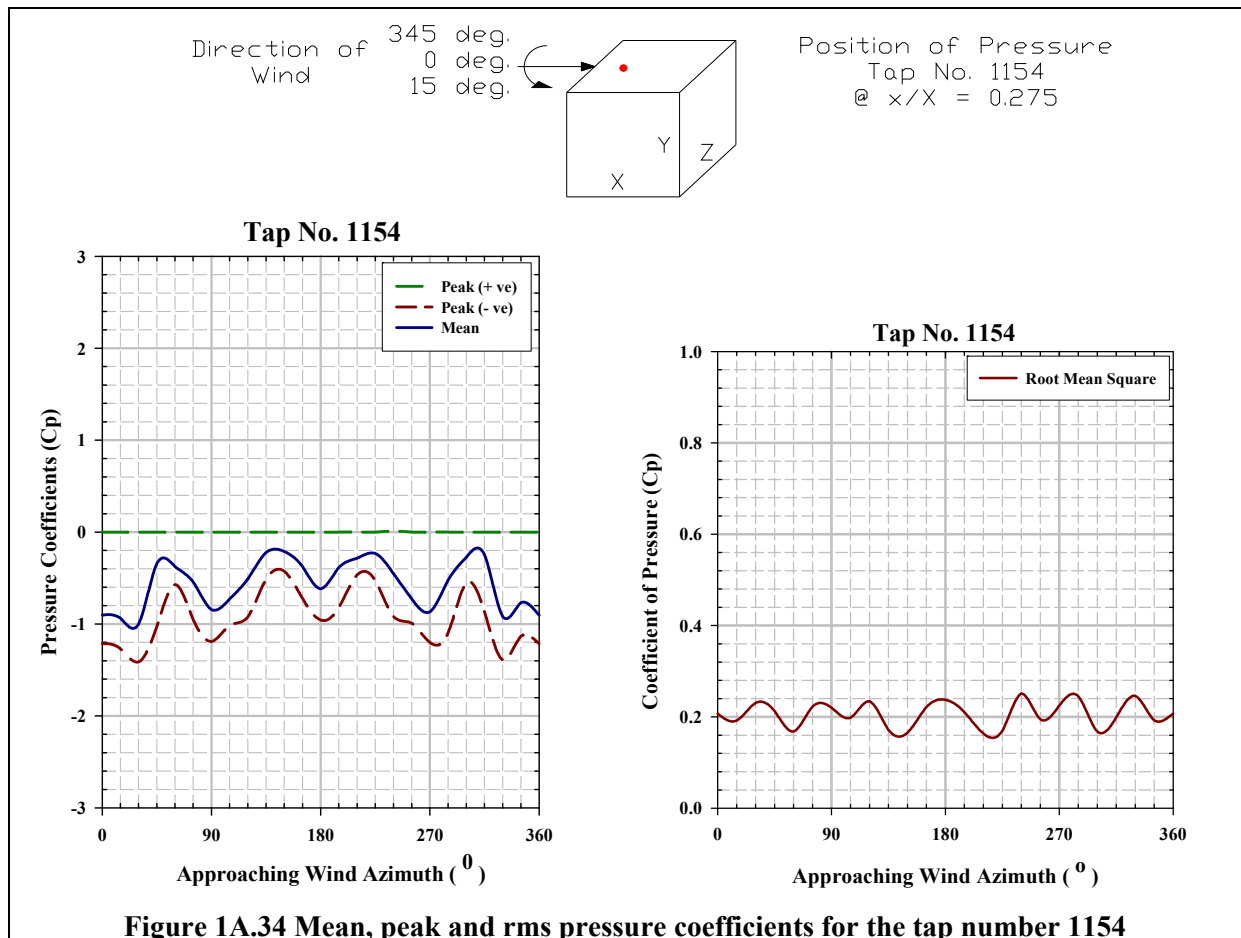 Direction of Wind
345 deg.
0 deg.
15 deg.
Position of Pressure
Tap No. 1154
@ x/X = 0.275
X
Y
Z
Tap No. 1154
Peak (+ ve)
Peak (- ve)
Mean
Pressure Coefficients (Cp)
3
2
1
0
-1
-2
-3
0 90 180 270 360
Approaching Wind Azimuth ( 0 )
Tap No. 1154
Root Mean Square
Coefficient of Pressure (Cp)
1.0
0.8
0.6
0.4
0.2
0.0
0 90 180 270 360
Approaching Wind Azimuth ( o )
Figure 1A.34 Mean, peak and rms pressure coefficients for the tap number 1154